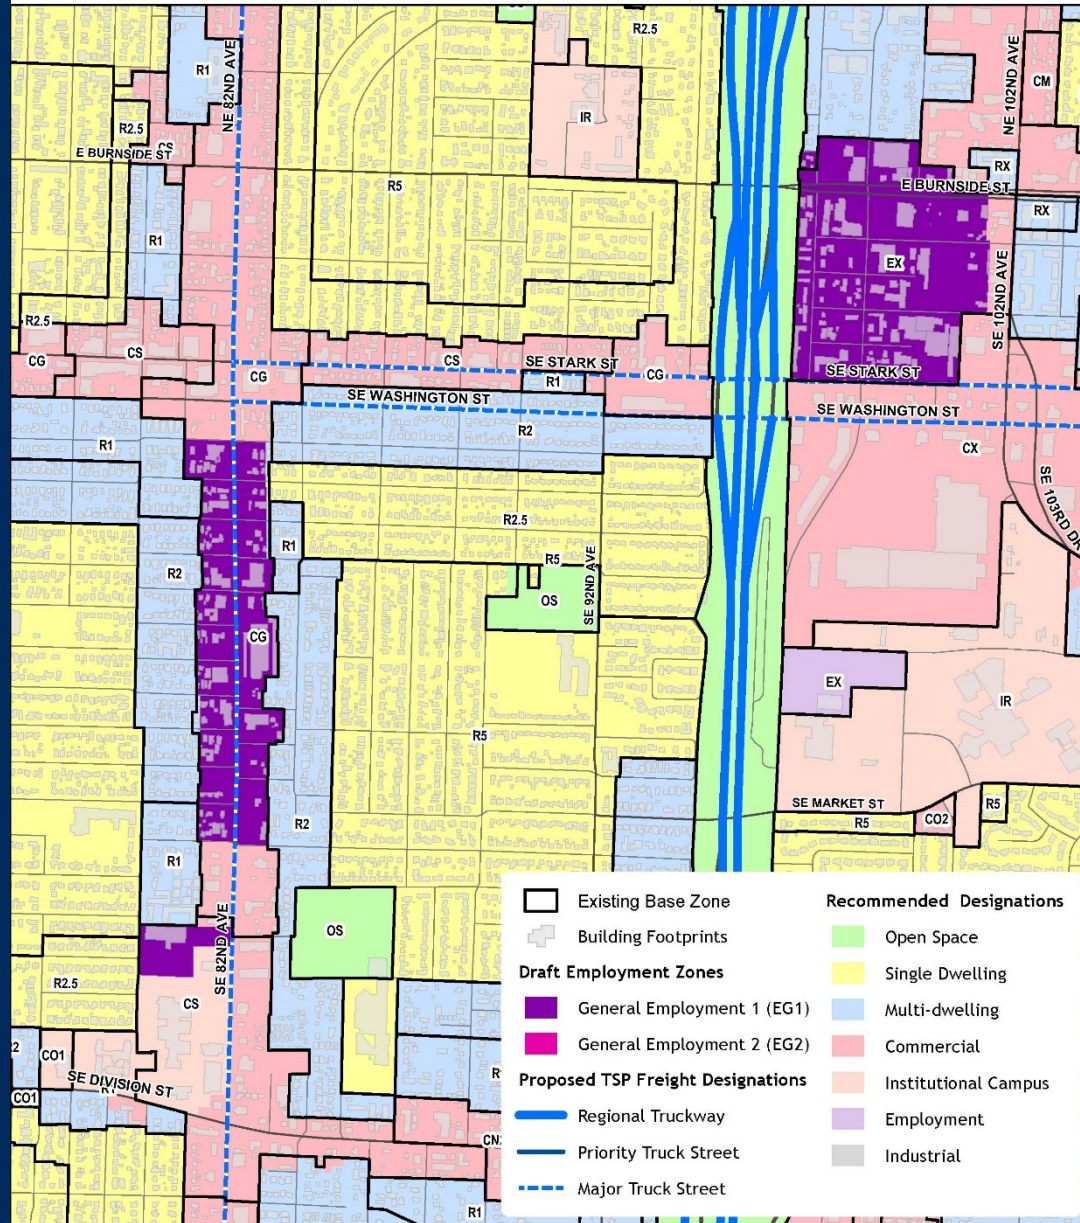 R2.5
NE 82ND AVE
R1
R2.5
CS
E BURNSIDE ST
IR
NE 102ND AVE
CM
RX
E BURNSIDE ST
R5
RX
R1
EX
SE 102ND AVE
R2.5
CS
CG
CS
SE STARK ST
CG
CG
R1
SE STARK ST
SE WASHINGTON ST
SE WASHINGTON ST
R1
R2
CX
SE 103RD DR
R2.5
R1
R5
R2
OS
SE 92ND AVE
CG
EX
IR
R5
SE MARKET ST
R5
CO2
R5
R2
R1
SE 82ND AVE
OS
R2.5
CS
CO1
SE DIVISION ST
CO1
R1
Existing Base Zone
Building Footprints
Draft Employment Zones
General Employment 1 (EG1)
General Employment 2 (EG2)
Proposed TSP Freight Designations
Regional Truckway
Priority Truck Street
Major Truck Street
Recommended Designations
Open Space
Single Dwelling
Multi-dwelling
Commercial
Institutional Campus
Employment
Industrial